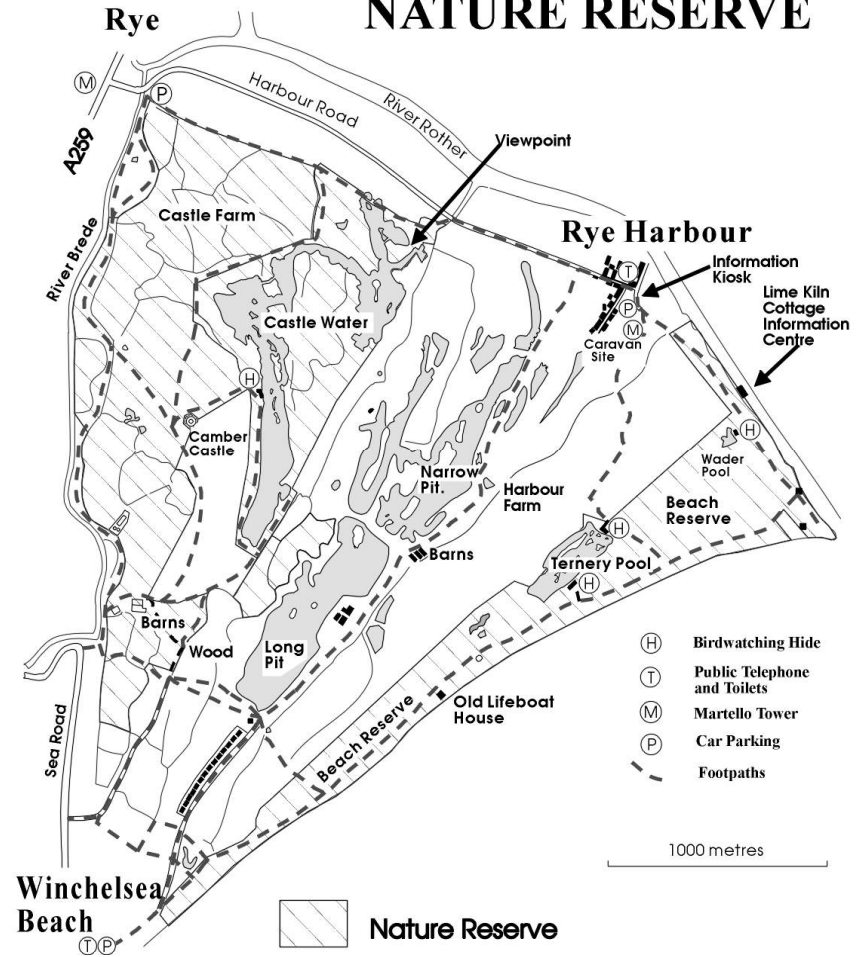 NATURE RESERVE
Rye
M
P
A259
Harbour Road
River Rother
Viewpoint
Castle Farm
River Brede
Rye Harbour
Information
Kiosk
T
P
M
Caravan
Site
Lime Kiln
Cottage
Information
Centre
Castle Water
H
Camber
Castle
Narrow
Pit.
Harbour
Farm
H
Wader
Pool
Beach
Reserve
H
Barns
Ternery Pool
H
Barns
Wood
Long
Pit
Sea Road
Beach Reserve
Old Lifeboat
House
H Birdwatching Hide
T Public Telephone
and Toilets
M Martello Tower
P Car Parking
Footpaths
1000 metres
Winchelsea
Beach
T P
Nature Reserve